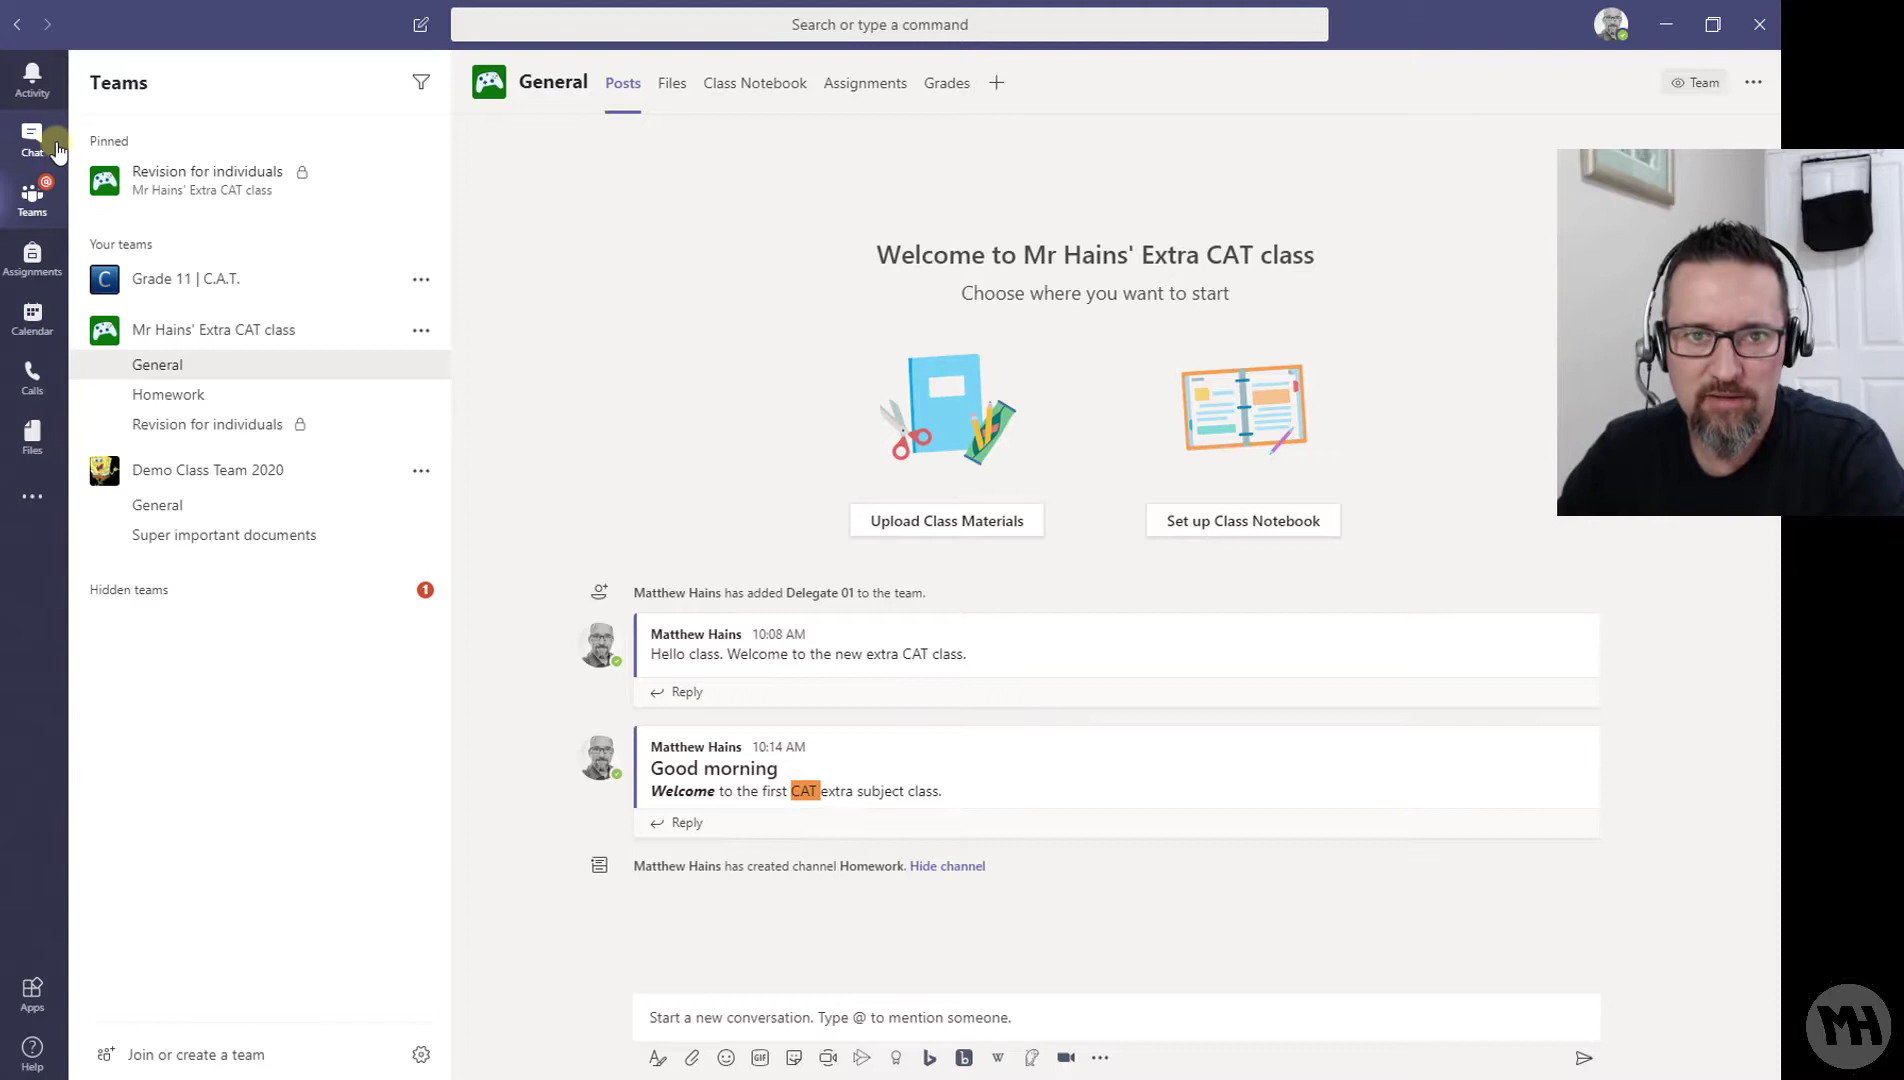 Search or type a command
Activity
Chat
@
Teams
Assignments
Calendar
Calls
Files
Apps
Help
Teams
Pinned
Revision for individuals
Mr Hains' Extra CAT class
Your teams
C
Grade 11 | C.A.T.
Mr Hains' Extra CAT class
General
Homework
Revision for individuals
Demo Class Team 2020
General
Super important documents
Hidden teams
1
Join or create a team
General Posts Files Class Notebook Assignments Grades
Team
Welcome to Mr Hains' Extra CAT class
Choose where you want to start
Upload Class Materials
Set up Class Notebook
Matthew Hains has added Delegate 01 to the team.
Matthew Hains 10:08 AM
Hello class. Welcome to the new extra CAT class.
Reply
Matthew Hains 10:14 AM
Good morning
Welcome to the first CAT extra subject class.
Reply
Matthew Hains has created channel Homework. Hide channel
Start a new conversation. Type @ to mention someone.
GIF
b
W
MH